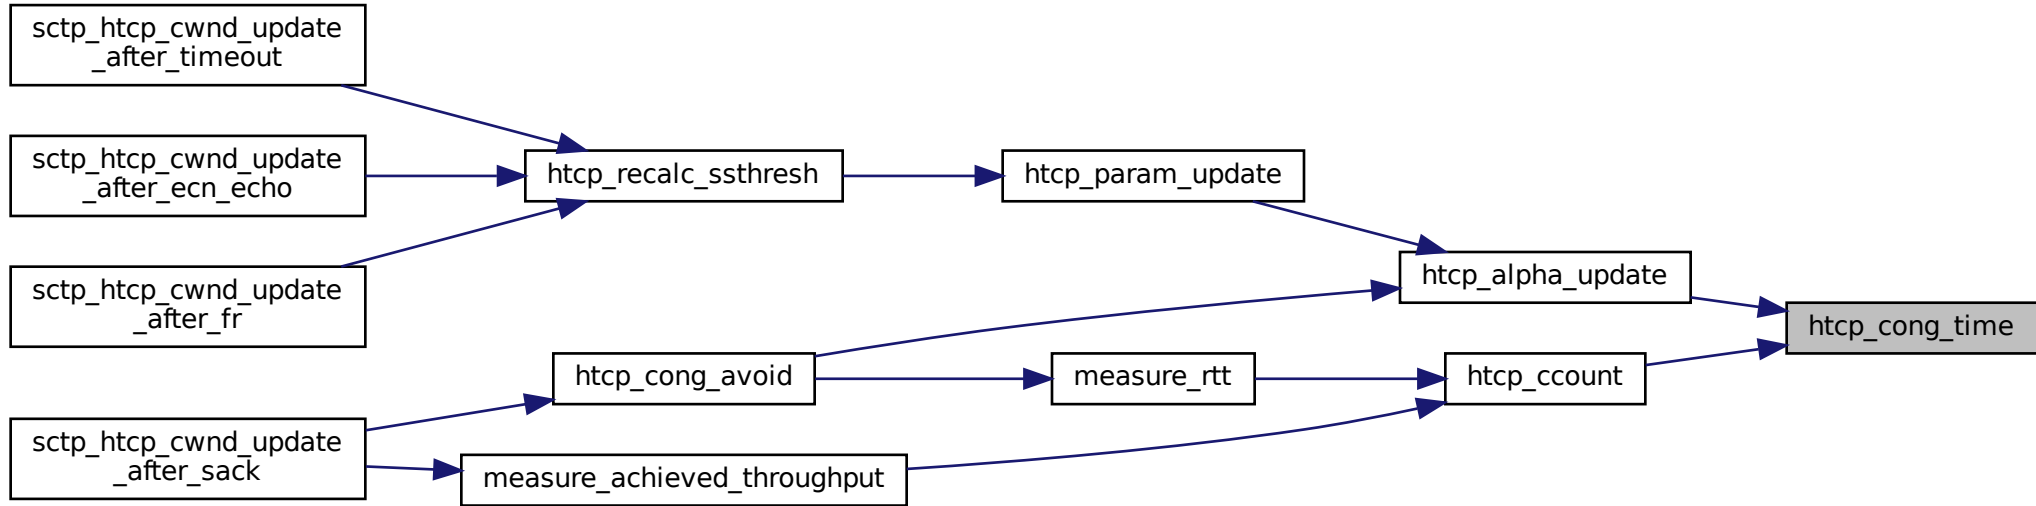 sctp_htcp_cwnd_update
_after_timeout
sctp_htcp_cwnd_update
_after_ecn_echo
sctp_htcp_cwnd_update
_after_fr
sctp_htcp_cwnd_update
_after_sack
htcp_recalc_ssthresh
htcp_cong_avoid
measure_achieved_throughput
htcp_param_update
measure_rtt
htcp_alpha_update
htcp_ccount
htcp_cong_time